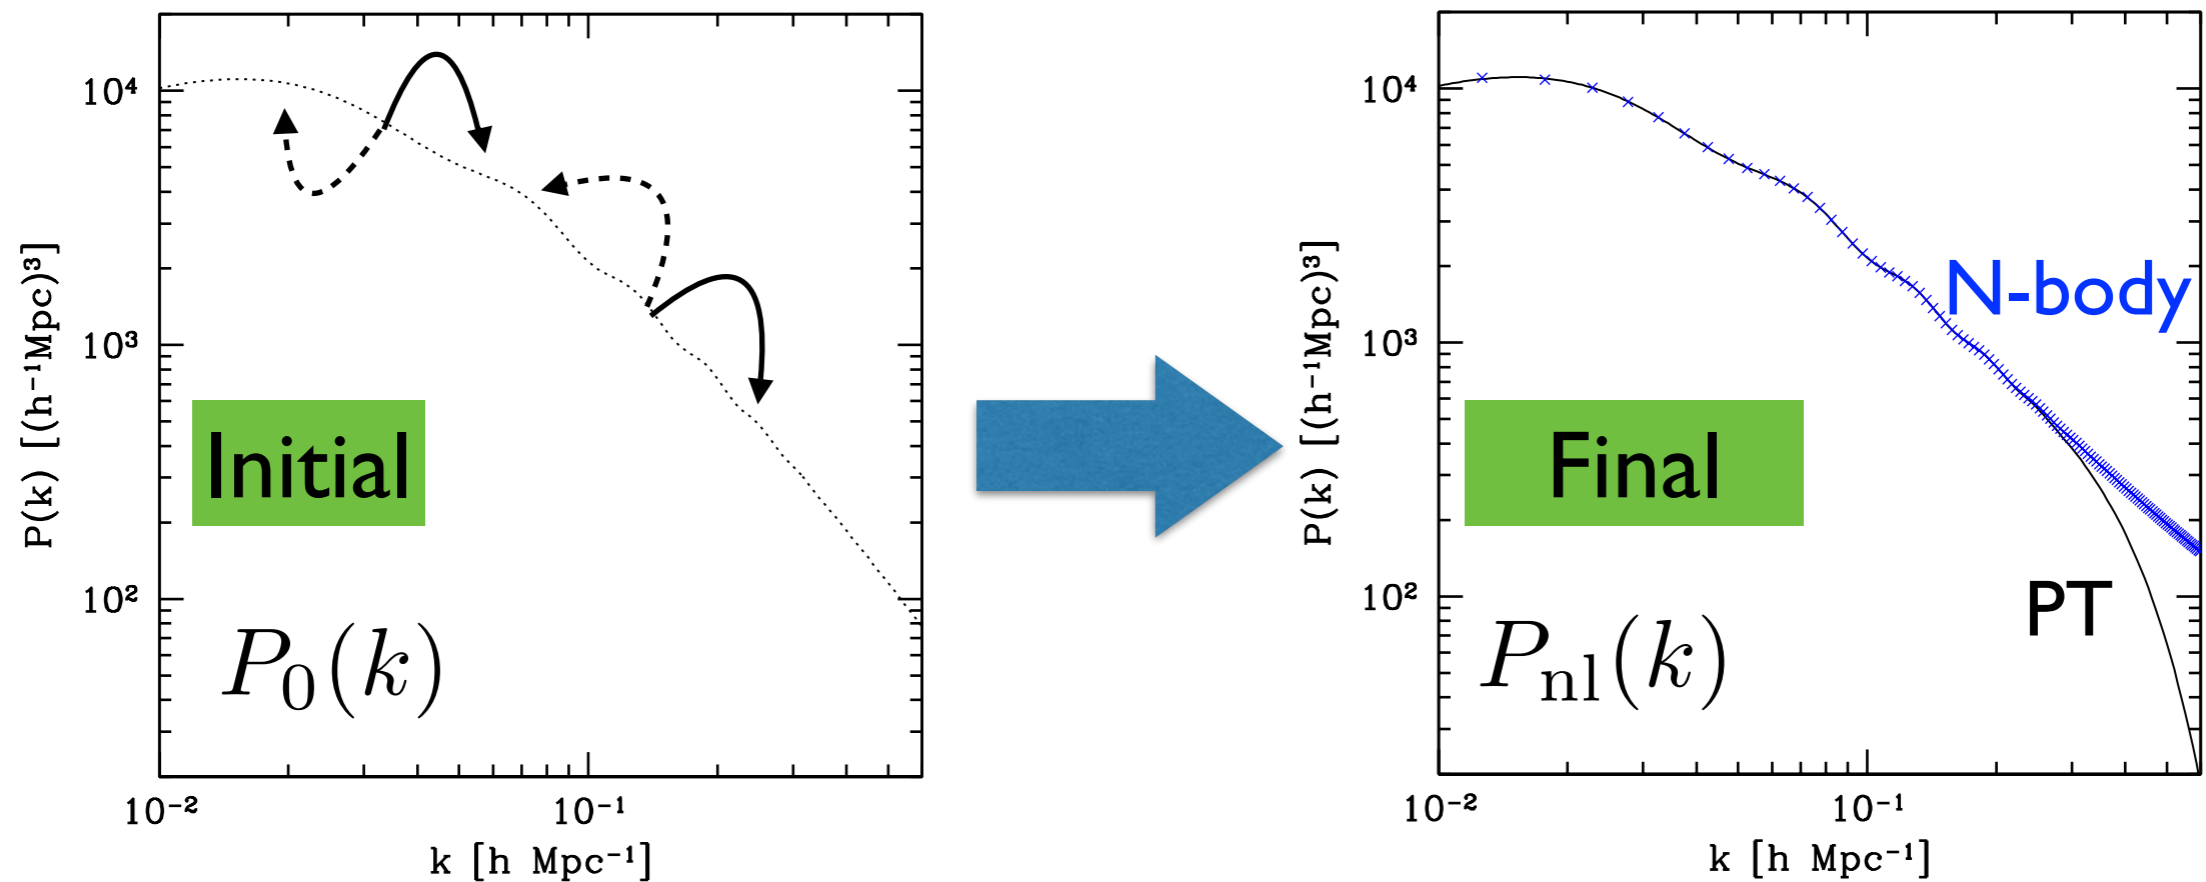 P(k) [(h⁻¹Mpc)³]
10⁴
10³
10²
Initial
P₀(k)
10⁻²
10⁻¹
k [h Mpc⁻¹]
P(k) [(h⁻¹Mpc)³]
10⁴
10³
10²
N-body
Final
PT
Pₙₗ(k)
10⁻²
10⁻¹
k [h Mpc⁻¹]